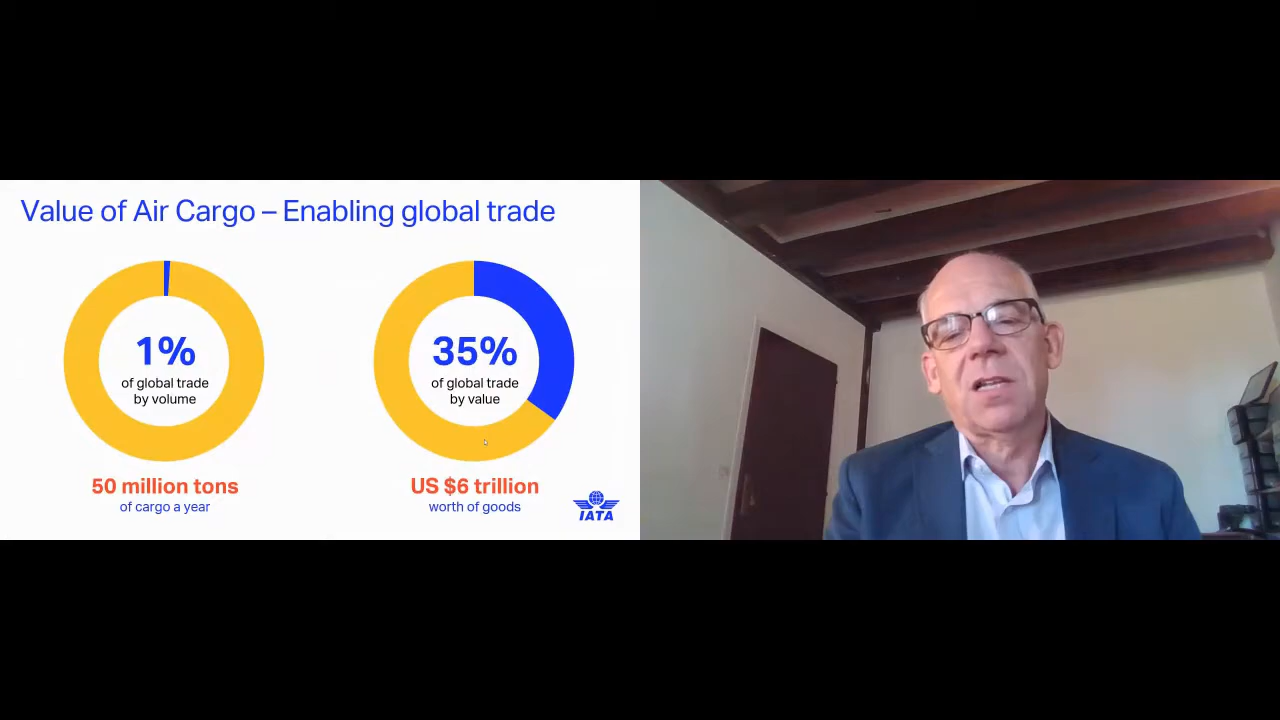 Value of Air Cargo – Enabling global trade
1%
of global trade
by volume
50 million tons
of cargo a year
35%
of global trade
by value
US $6 trillion
worth of goods
IATA